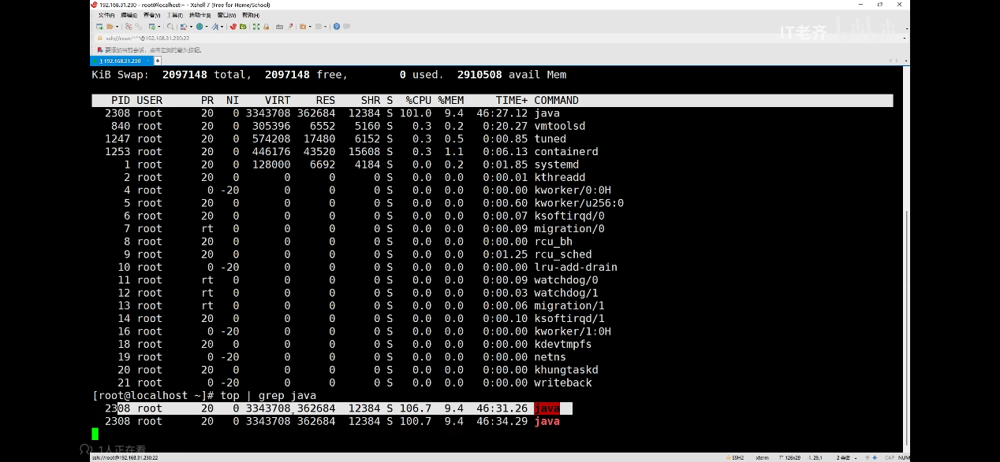 192.168.31.230 - root@localhost:~ - Xshell 7 (Free for Home/School)
文件(F) 编辑(E) 查看(V) 工具(T) 选项卡(B) 窗口(W) 帮助(H)
ssh://root:****@192.168.31.230:22
要添加当前会话，点击左侧的箭头按钮。
IT老齐
1 192.168.31.230
KiB Swap: 2097148 total, 2097148 free, 0 used. 2910508 avail Mem
PID USER PR NI VIRT RES SHR S %CPU %MEM TIME+ COMMAND
2308 root 20 0 3343708 362684 12384 S 101.0 9.4 46:27.12 java
840 root 20 0 305396 6552 5160 S 0.3 0.2 0:20.27 vmtoolsd
1247 root 20 0 574208 17480 6152 S 0.3 0.5 0:00.85 tuned
1253 root 20 0 446176 43520 15608 S 0.3 1.1 0:06.13 containerd
1 root 20 0 128000 6692 4184 S 0.0 0.2 0:01.85 systemd
2 root 20 0 0 0 0 S 0.0 0.0 0:00.01 kthreadd
4 root 0 -20 0 0 0 S 0.0 0.0 0:00.00 kworker/0:0H
5 root 20 0 0 0 0 S 0.0 0.0 0:00.60 kworker/u256:0
6 root 20 0 0 0 0 S 0.0 0.0 0:00.07 ksoftirqd/0
7 root rt 0 0 0 0 S 0.0 0.0 0:00.09 migration/0
8 root 20 0 0 0 0 S 0.0 0.0 0:00.00 rcu_bh
9 root 20 0 0 0 0 S 0.0 0.0 0:01.25 rcu_sched
10 root 0 -20 0 0 0 S 0.0 0.0 0:00.00 lru-add-drain
11 root rt 0 0 0 0 S 0.0 0.0 0:00.09 watchdog/0
12 root rt 0 0 0 0 S 0.0 0.0 0:00.03 watchdog/1
13 root rt 0 0 0 0 S 0.0 0.0 0:00.06 migration/1
14 root 20 0 0 0 0 S 0.0 0.0 0:00.10 ksoftirqd/1
16 root 0 -20 0 0 0 S 0.0 0.0 0:00.00 kworker/1:0H
18 root 20 0 0 0 0 S 0.0 0.0 0:00.00 kdevtmpfs
19 root 0 -20 0 0 0 S 0.0 0.0 0:00.00 netns
20 root 20 0 0 0 0 S 0.0 0.0 0:00.00 khungtaskd
21 root 0 -20 0 0 0 S 0.0 0.0 0:00.00 writeback
[root@localhost ~]# top | grep java
2308 root 20 0 3343708 362684 12384 S 106.7 9.4 46:31.26 java
2308 root 20 0 3343708 362684 12384 S 100.7 9.4 46:34.29 java
1人正在看
ssh://root@192.168.31.230:22 SSH2 xterm 126x29 29,1 2 会话 CAP NUM